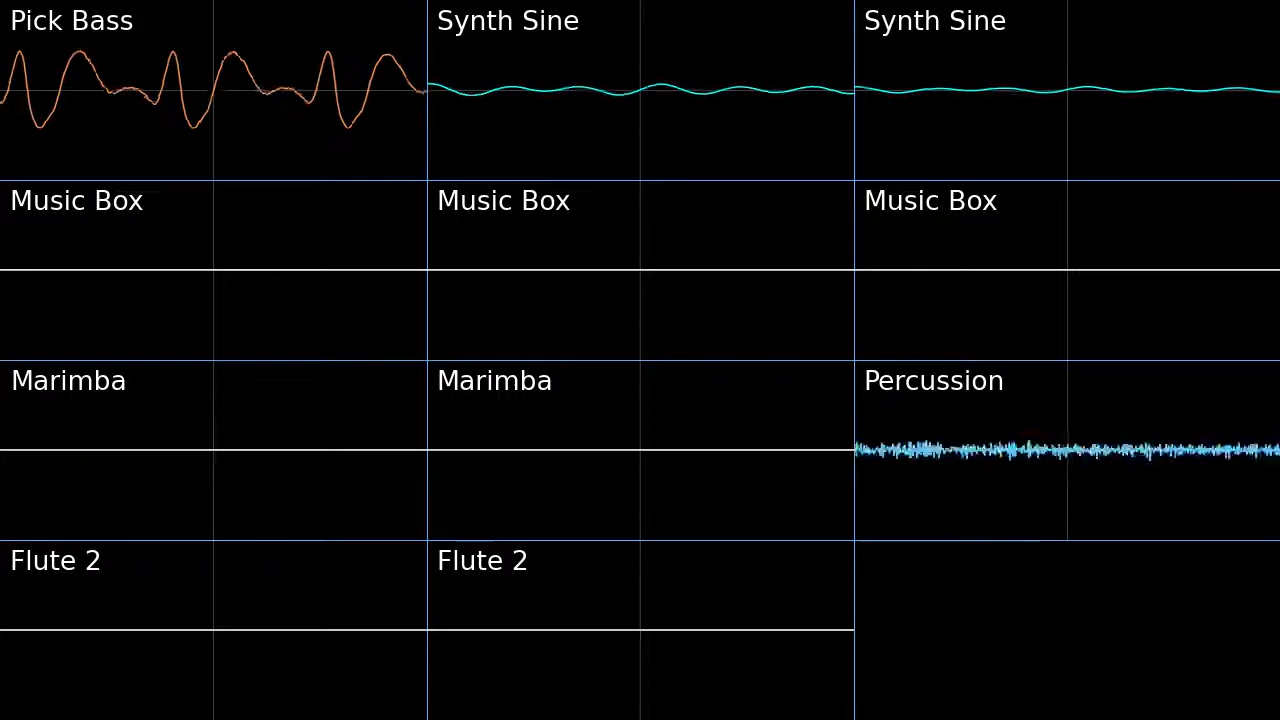 Pick Bass
Synth Sine
Synth Sine
Music Box
Music Box
Music Box
Marimba
Marimba
Percussion
Flute 2
Flute 2